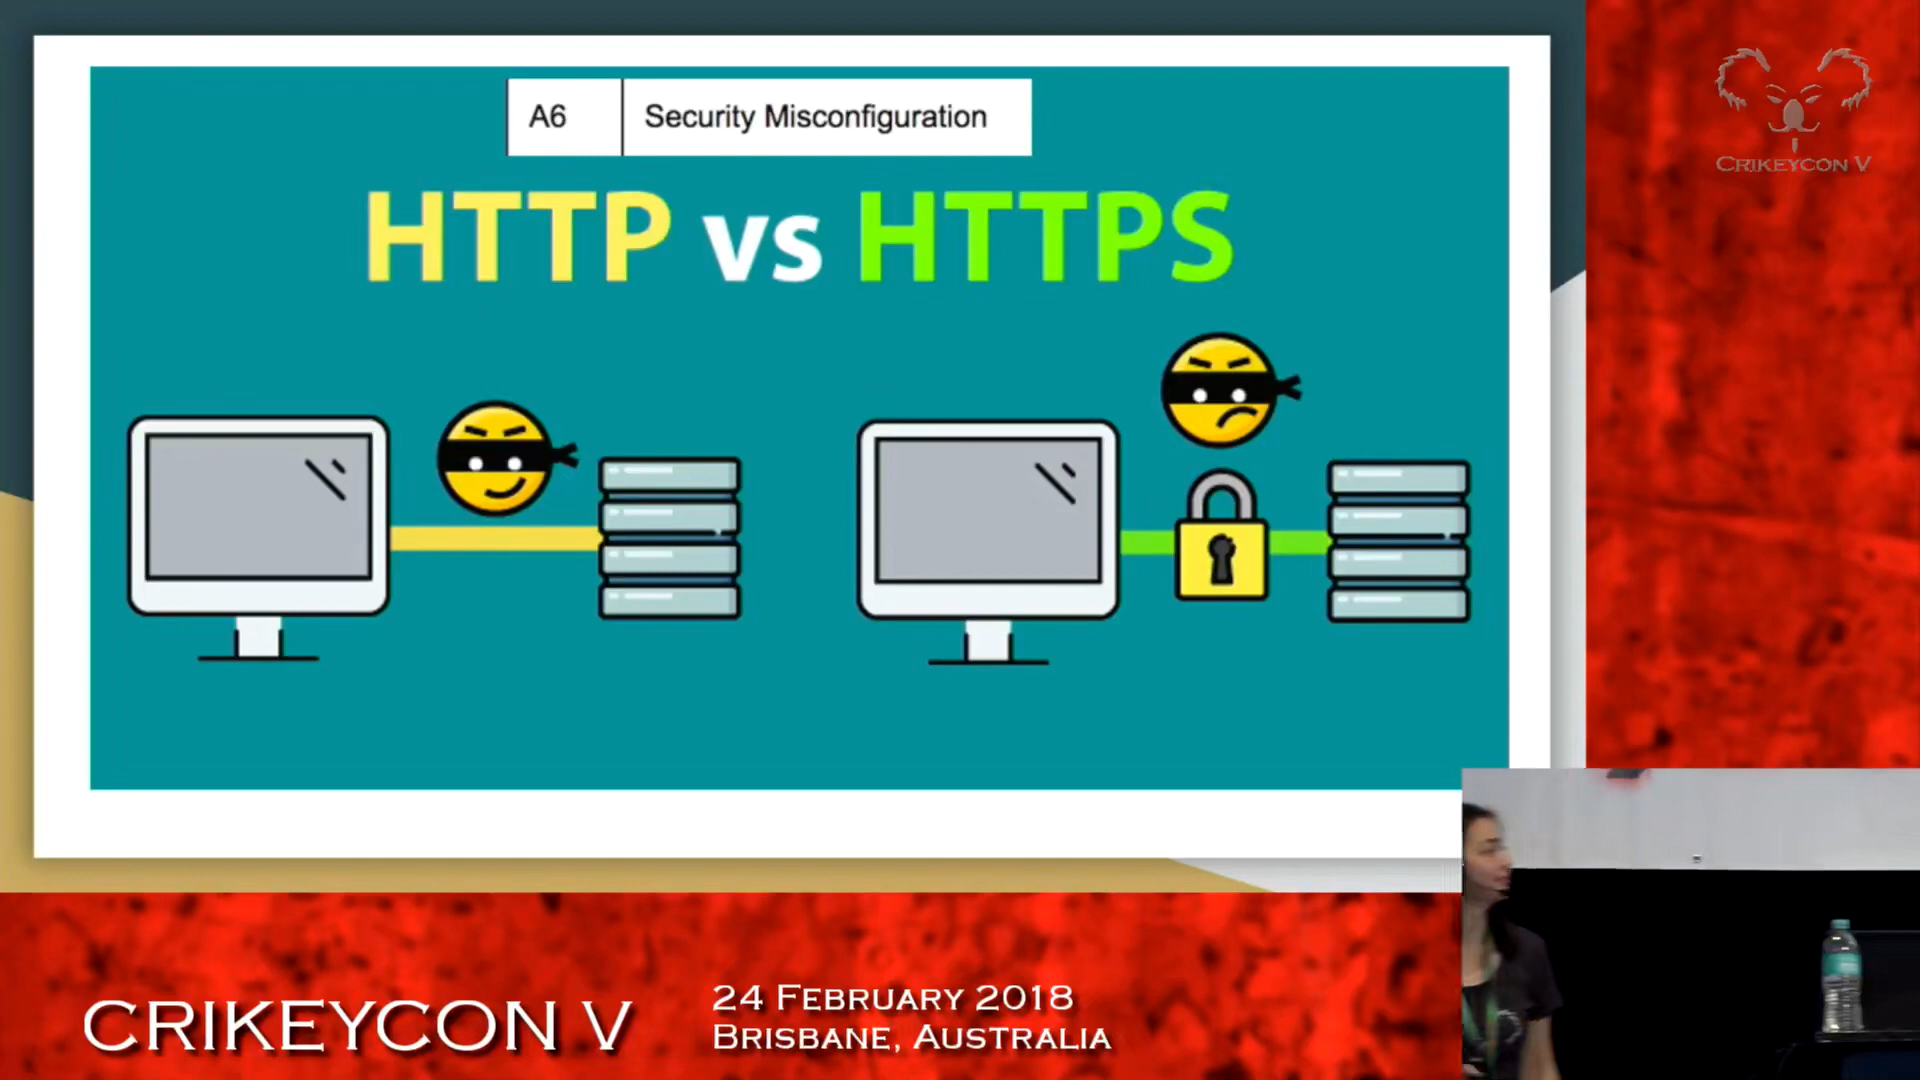 A6 Security Misconfiguration
HTTP vs HTTPS
CRIKEYCON V
CRIKEYCON V
24 FEBRUARY 2018
BRISBANE, AUSTRALIA